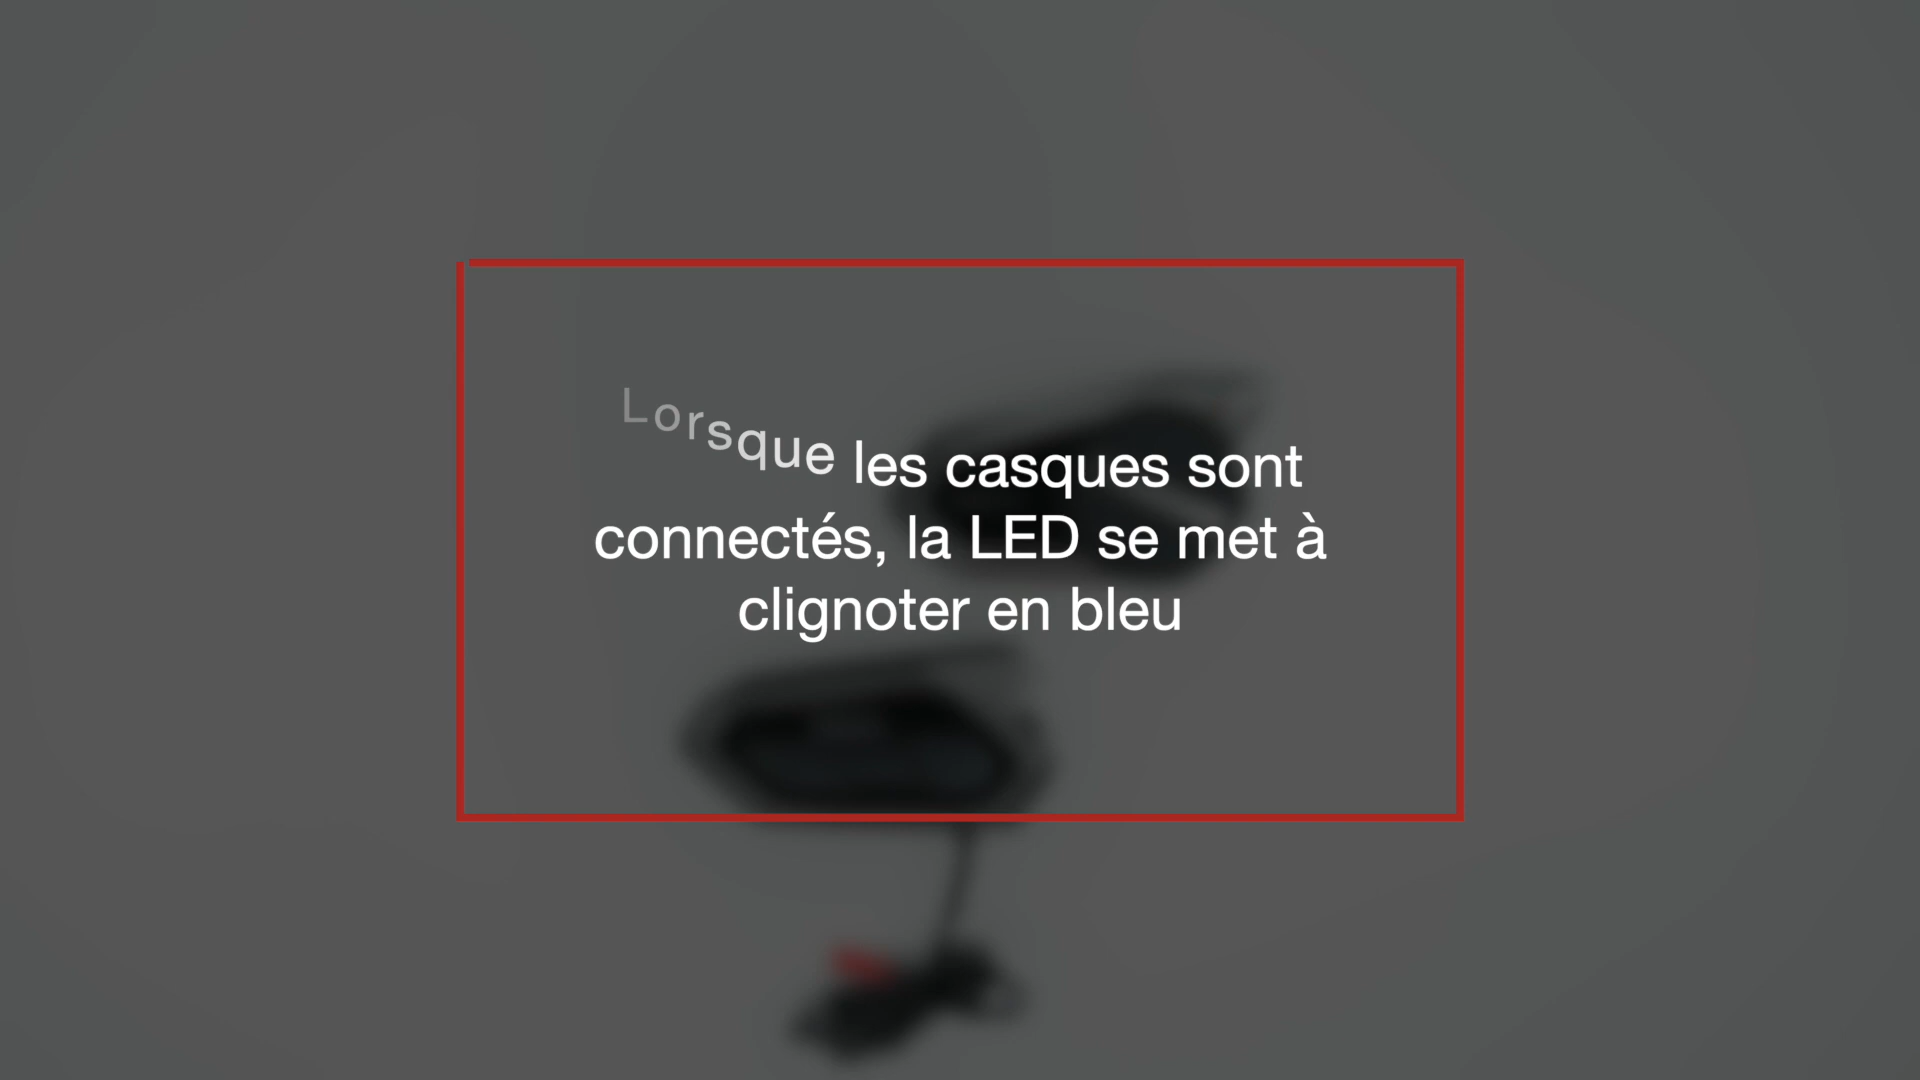 Lorsque les casques sont
connectés, la LED se met à
clignoter en bleu